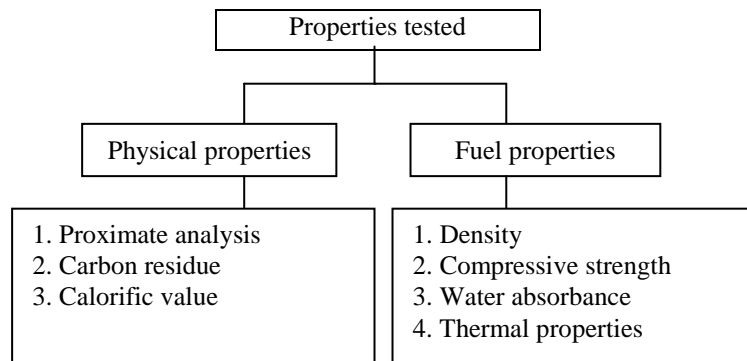 Properties tested
Physical properties
Fuel properties
1. Proximate analysis
2. Carbon residue
3. Calorific value
1. Density
2. Compressive strength
3. Water absorbance
4. Thermal properties